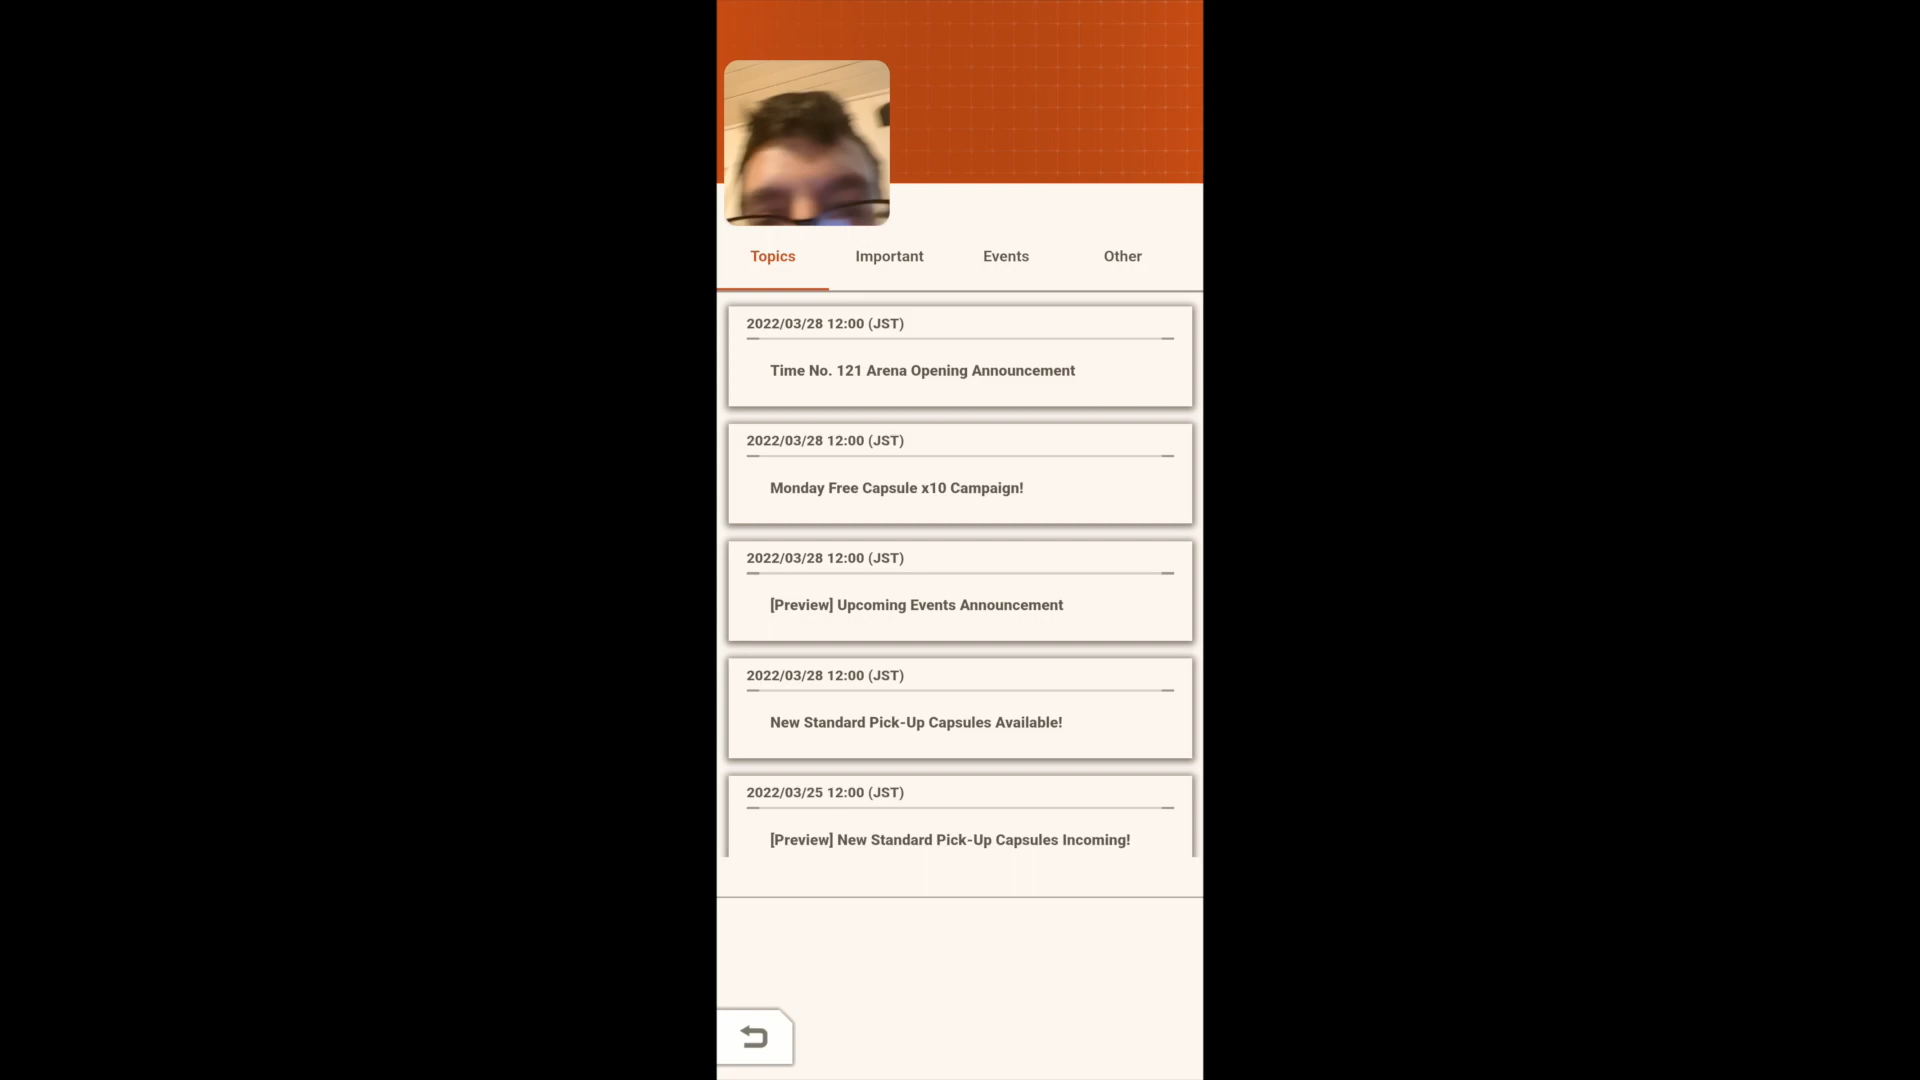 Topics Important Events Other
2022/03/28 12:00 (JST)
Time No. 121 Arena Opening Announcement
2022/03/28 12:00 (JST)
Monday Free Capsule x10 Campaign!
2022/03/28 12:00 (JST)
[Preview] Upcoming Events Announcement
2022/03/28 12:00 (JST)
New Standard Pick-Up Capsules Available!
2022/03/25 12:00 (JST)
[Preview] New Standard Pick-Up Capsules Incoming!